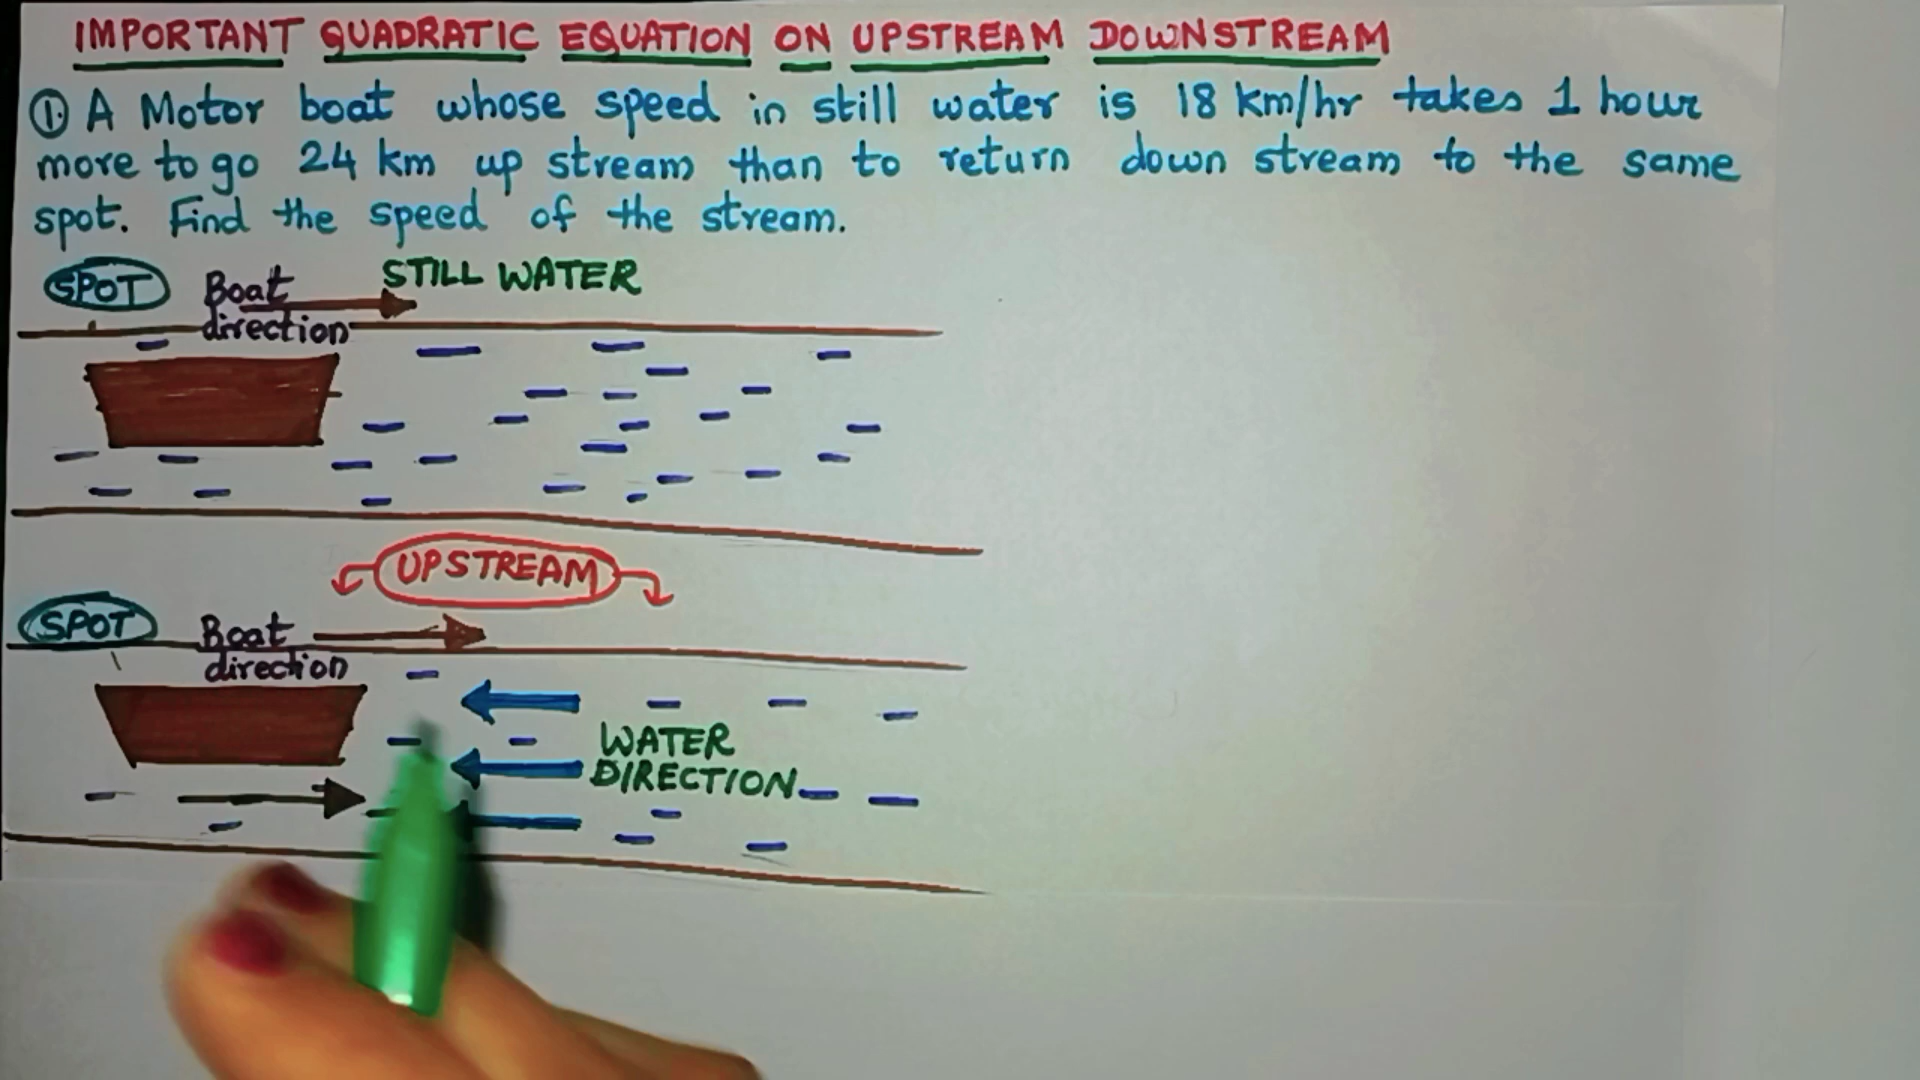 IMPORTANT QUADRATIC EQUATION ON UPSTREAM DOWNSTREAM
1. A Motor boat whose speed in still water is 18 km/hr takes 1 hour
more to go 24 km up stream than to return down stream to the same
spot. Find the speed of the stream.
SPOT Boat STILL WATER
direction
UPSTREAM
SPOT Boat
direction
WATER
DIRECTION